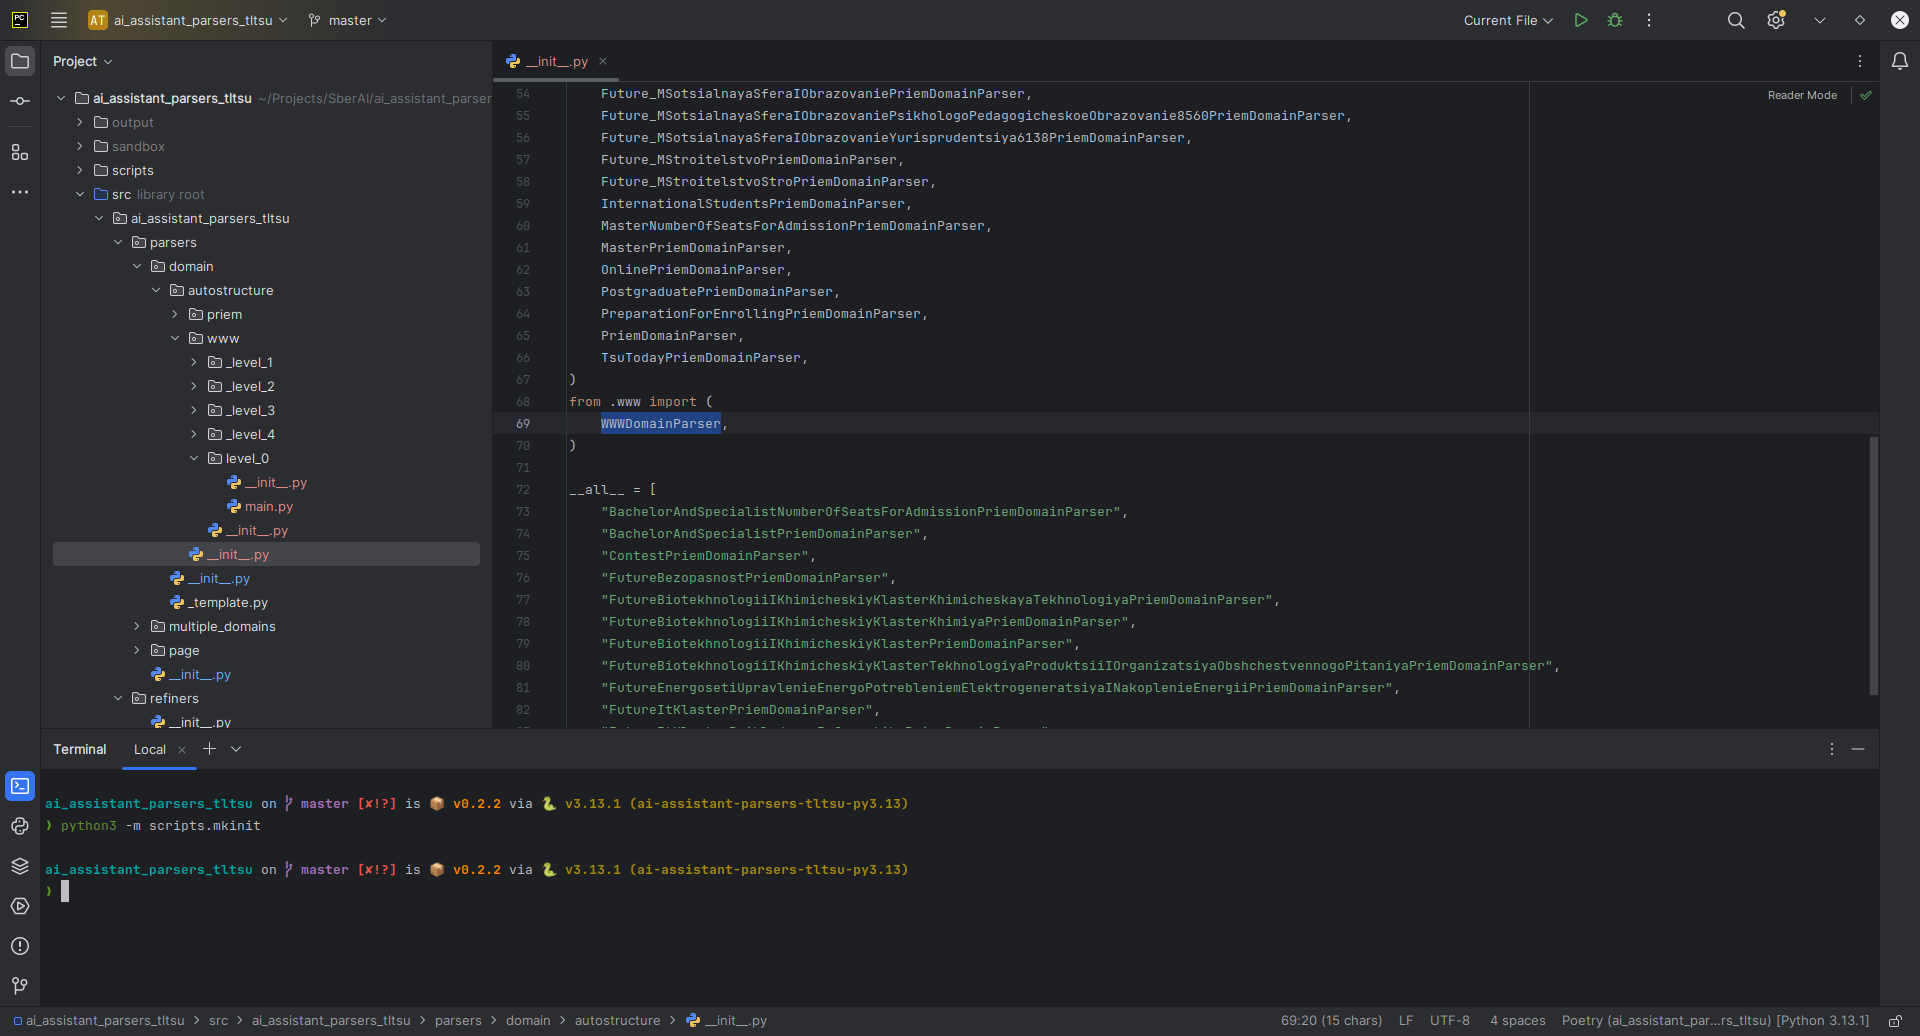 PC
AT ai_assistant_parsers_tltsu master Current File
Project
ai_assistant_parsers_tltsu ~/Projects/SberAI/ai_assistant_parser
output
sandbox
scripts
src library root
ai_assistant_parsers_tltsu
parsers
domain
autostructure
priem
www
_level_1
_level_2
_level_3
_level_4
level_0
__init__.py
main.py
__init__.py
__init__.py
__init__.py
_template.py
multiple_domains
page
__init__.py
refiners
__init__.py
__init__.py
Reader Mode
54 Future_MSotsialnayaSferaIObrazovaniePriemDomainParser,
55 Future_MSotsialnayaSferaIObrazovaniePsikhologoPedagogicheskoeObrazovanie8560PriemDomainParser,
56 Future_MSotsialnayaSferaIObrazovanieYurisprudentsiya6138PriemDomainParser,
57 Future_MStroitelstvoPriemDomainParser,
58 Future_MStroitelstvoStroPriemDomainParser,
59 InternationalStudentsPriemDomainParser,
60 MasterNumberOfSeatsForAdmissionPriemDomainParser,
61 MasterPriemDomainParser,
62 OnlinePriemDomainParser,
63 PostgraduatePriemDomainParser,
64 PreparationForEnrollingPriemDomainParser,
65 PriemDomainParser,
66 TsuTodayPriemDomainParser,
67 )
68 from .www import (
69 WWWDomainParser,
70 )
71
72 __all__ = [
73 "BachelorAndSpecialistNumberOfSeatsForAdmissionPriemDomainParser",
74 "BachelorAndSpecialistPriemDomainParser",
75 "ContestPriemDomainParser",
76 "FutureBezopasnostPriemDomainParser",
77 "FutureBiotekhnologiiIKhimicheskiyKlasterKhimicheskayaTekhnologiyaPriemDomainParser",
78 "FutureBiotekhnologiiIKhimicheskiyKlasterKhimiyaPriemDomainParser",
79 "FutureBiotekhnologiiIKhimicheskiyKlasterPriemDomainParser",
80 "FutureBiotekhnologiiIKhimicheskiyKlasterTekhnologiyaProduktsiiIOrganizatsiyaObshchestvennogoPitaniyaPriemDomainParser",
81 "FutureEnergosetiUpravlenieEnergoPotrebleniemElektrogeneratsiyaINakoplenieEnergiiPriemDomainParser",
82 "FutureItKlasterPriemDomainParser",
Terminal Local
ai_assistant_parsers_tltsu on master [✘!?] is 📦 v0.2.2 via 🐍 v3.13.1 (ai-assistant-parsers-tltsu-py3.13)
❯ python3 -m scripts.mkinit
ai_assistant_parsers_tltsu on master [✘!?] is 📦 v0.2.2 via 🐍 v3.13.1 (ai-assistant-parsers-tltsu-py3.13)
❯
ai_assistant_parsers_tltsu > src > ai_assistant_parsers_tltsu > parsers > domain > autostructure > __init__.py 69:20 (15 chars) LF UTF-8 4 spaces Poetry (ai_assistant_par...rs_tltsu) [Python 3.13.1]